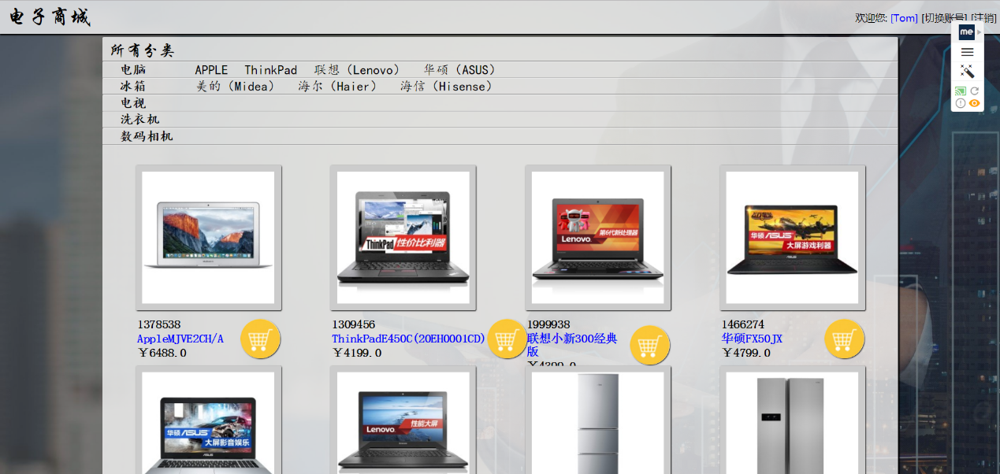 电子商城
欢迎您: [Tom] [切换账号] [注销]
me
所有分类
电脑 APPLE ThinkPad 联想（Lenovo） 华硕（ASUS）
冰箱 美的（Midea） 海尔（Haier） 海信（Hisense）
电视
洗衣机
数码相机
ThinkPad 性价比利器
Lenovo 第6代新处理器
华硕 ASUS 大屏游戏利器
1378538
AppleMJVE2CH/A
￥6488.0
1309456
ThinkPadE450C(20EH0001CD)
￥4199.0
1999938
联想小新300经典
版
￥4399.0
1466274
华硕FX50JX
￥4799.0
华硕 ASUS 大屏影音娱乐
Lenovo 性能大屏